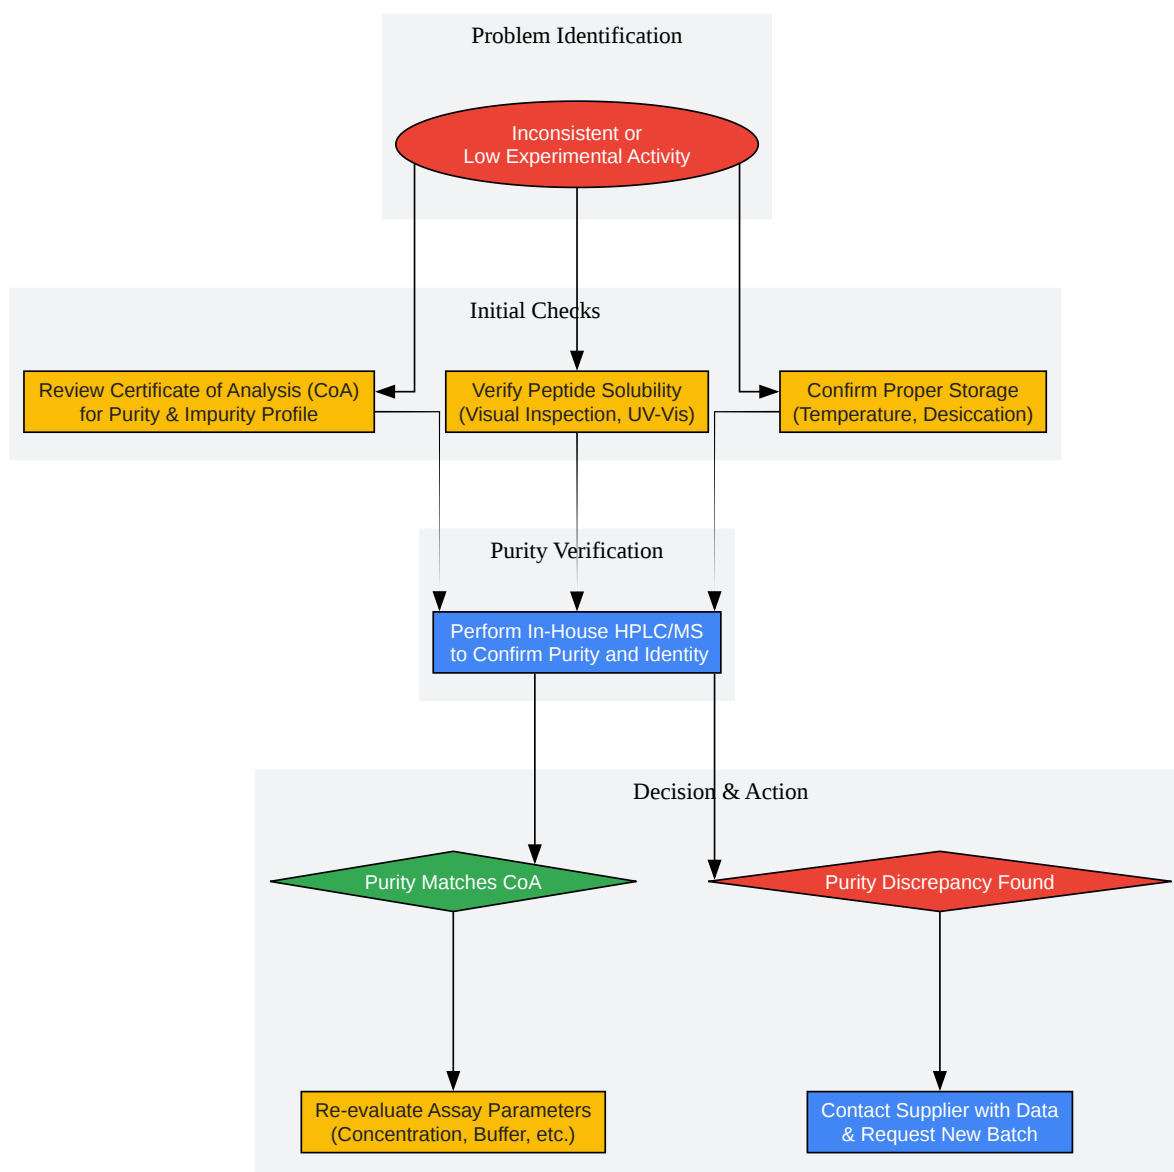 Problem Identification
Inconsistent or
Low Experimental Activity
Initial Checks
Review Certificate of Analysis (CoA)
for Purity & Impurity Profile
Verify Peptide Solubility
(Visual Inspection, UV-Vis)
Confirm Proper Storage
(Temperature, Desiccation)
Purity Verification
Perform In-House HPLC/MS
to Confirm Purity and Identity
Decision & Action
Purity Matches CoA
Purity Discrepancy Found
Re-evaluate Assay Parameters
(Concentration, Buffer, etc.)
Contact Supplier with Data
& Request New Batch